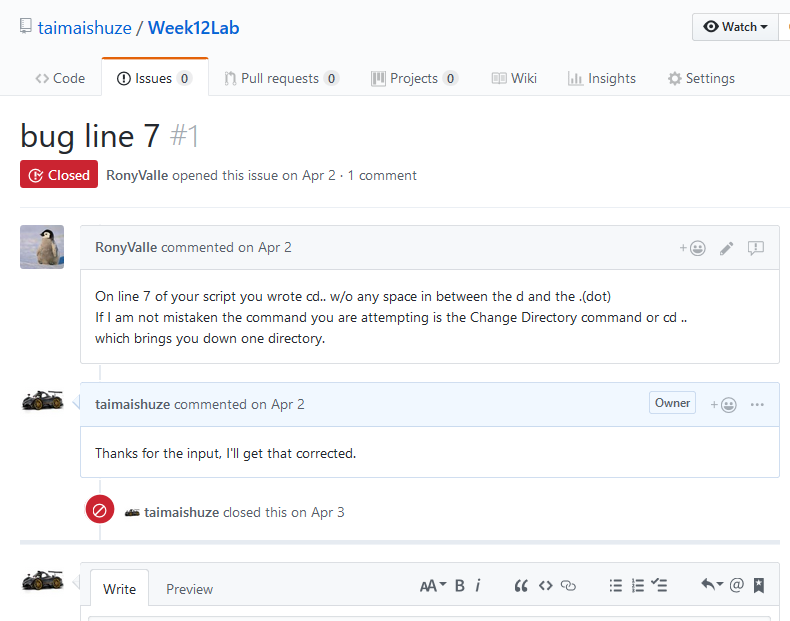 taimaishuze / Week12Lab
Watch
Code
Issues 0
Pull requests 0
Projects 0
Wiki
Insights
Settings
bug line 7 #1
Closed
RonyValle opened this issue on Apr 2 · 1 comment
RonyValle commented on Apr 2
On line 7 of your script you wrote cd.. w/o any space in between the d and the .(dot)
If I am not mistaken the command you are attempting is the Change Directory command or cd ..
which brings you down one directory.
taimaishuze commented on Apr 2
Owner
Thanks for the input, I'll get that corrected.
taimaishuze closed this on Apr 3
Write
Preview
AA B i